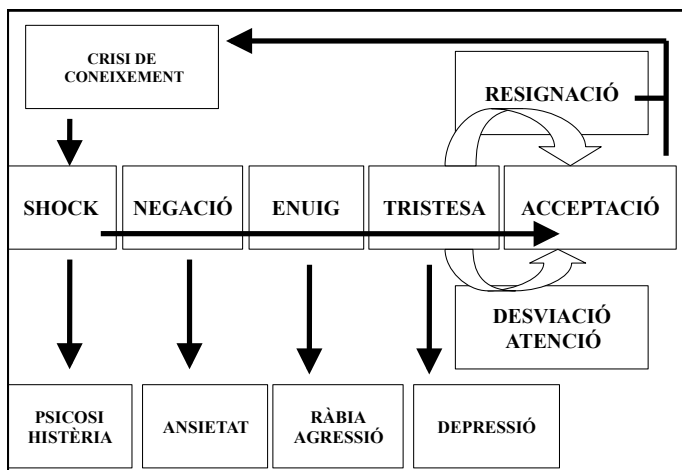 CRISI DE
CONEIXEMENT
RESIGNACIÓ
SHOCK
NEGACIÓ
ENUIG
TRISTESA
ACCEPTACIÓ
DESVIACIÓ
ATENCIÓ
PSICOSI
HISTÈRIA
ANSIETAT
RÀBIA
AGRESSIÓ
DEPRESSIÓ